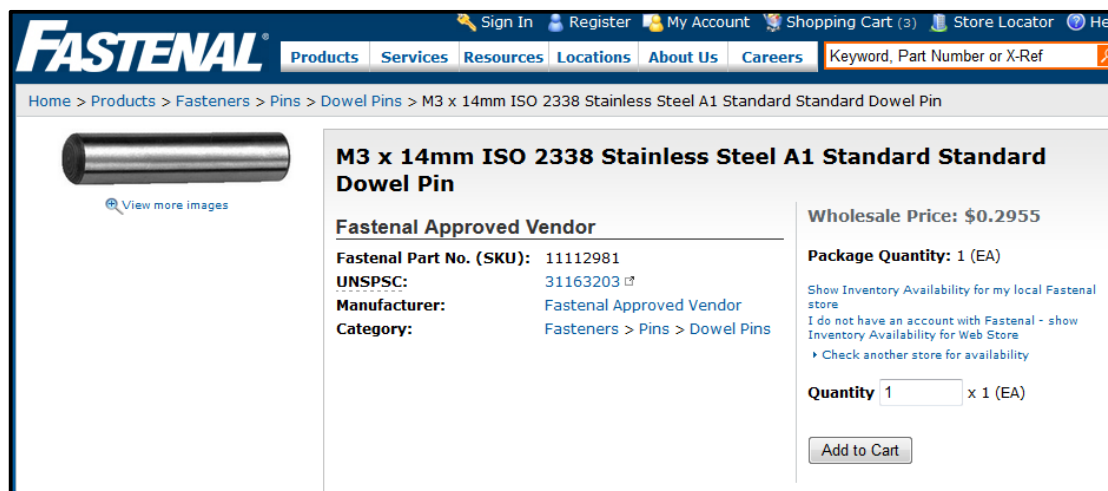 Sign In Register My Account Shopping Cart (3) Store Locator
FASTENAL®
Products Services Resources Locations About Us Careers Keyword, Part Number or X-Ref
Home > Products > Fasteners > Pins > Dowel Pins > M3 x 14mm ISO 2338 Stainless Steel A1 Standard Standard Dowel Pin
View more images
M3 x 14mm ISO 2338 Stainless Steel A1 Standard Standard
Dowel Pin
Fastenal Approved Vendor
Fastenal Part No. (SKU): 11112981
UNSPSC: 31163203
Manufacturer: Fastenal Approved Vendor
Category: Fasteners > Pins > Dowel Pins
Wholesale Price: $0.2955
Package Quantity: 1 (EA)
Show Inventory Availability for my local Fastenal
store
I do not have an account with Fastenal - show
Inventory Availability for Web Store
Check another store for availability
Quantity 1 x 1 (EA)
Add to Cart